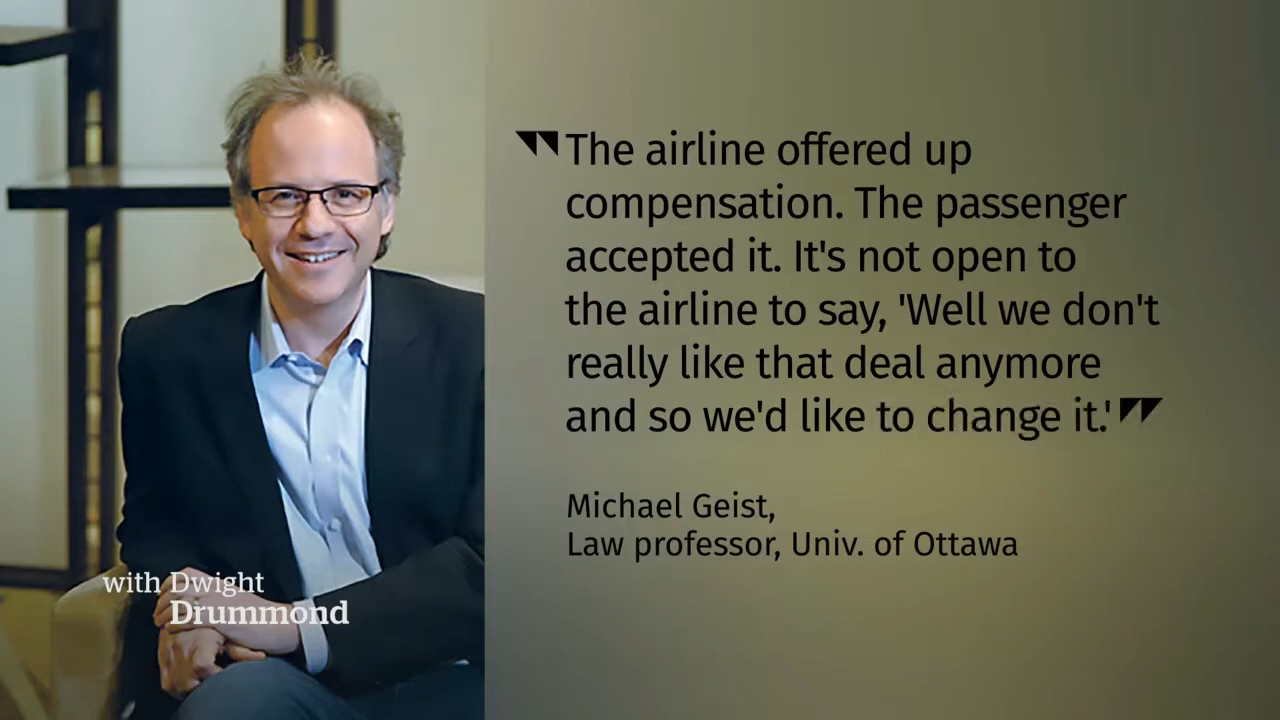 The airline offered up
compensation. The passenger
accepted it. It's not open to
the airline to say, 'Well we don't
really like that deal anymore
and so we'd like to change it.'
Michael Geist,
Law professor, Univ. of Ottawa
with Dwight
Drummond